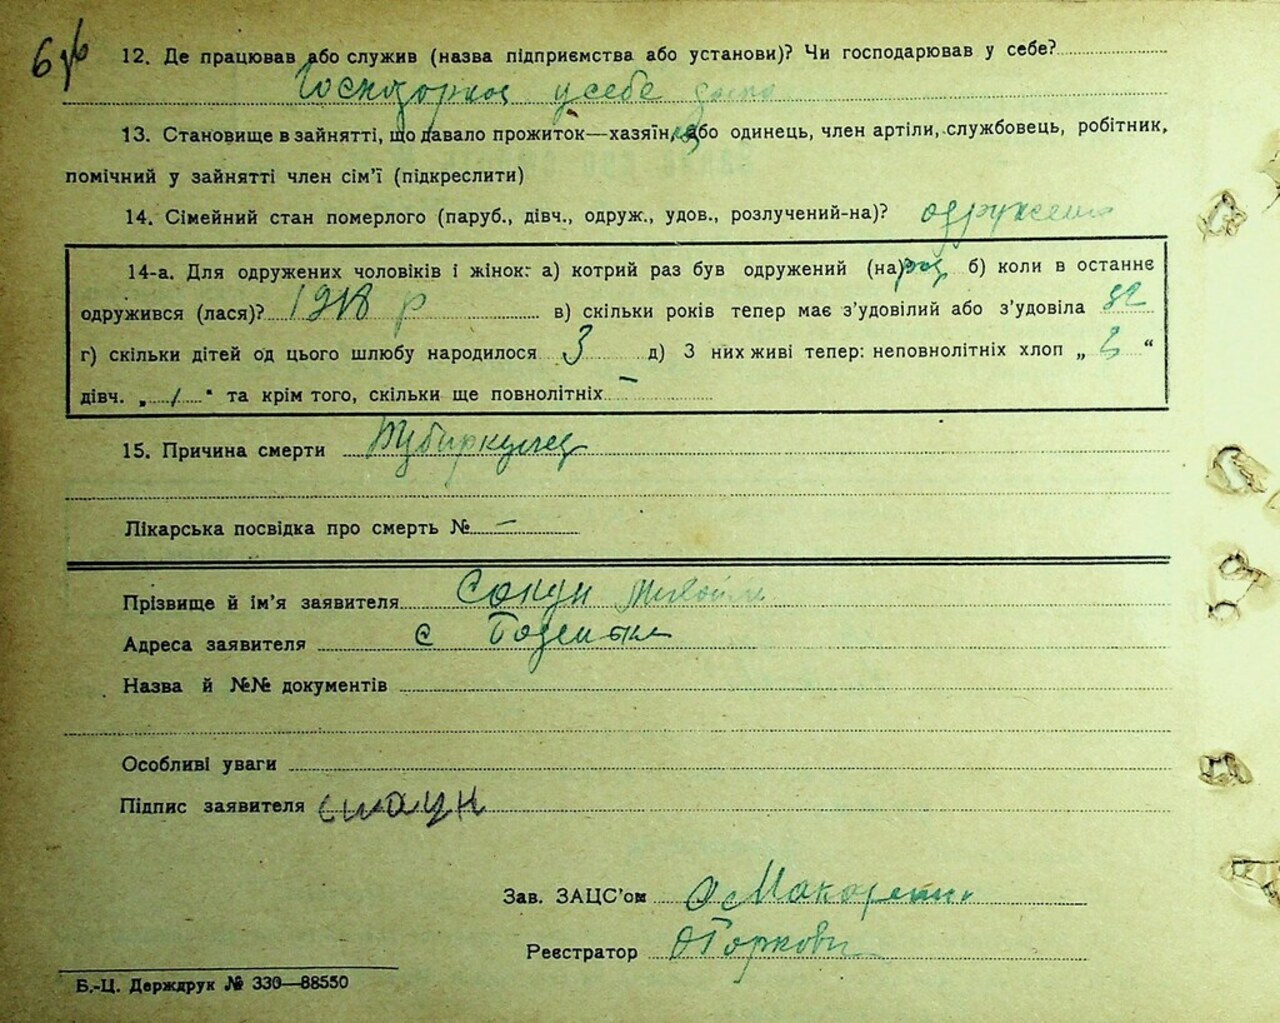 12. Де працював або служив (назва підприємства або установи)? Чи господарював у себе?
у себе
13. Становище в зайнятті, що давало прожиток—хазяїн, або одинець, член артіли, службовець, робітник,
помічний у зайнятті член сім'ї (підкреслити)
14. Сімейний стан померлого (паруб., дівч., одруж., удов., розлучений-на)?
14-а. Для одружених чоловіків і жінок: а) котрий раз був одружений (на) б) коли в останнє
одружився (лася)? 1918 р в) скільки років тепер має з'удовілий або з'удовіла 32
г) скільки дітей од цього шлюбу народилося 3 д) З них живі тепер: неповнолітніх хлоп „ 2 “
дівч. „ 1 “ та крім того, скільки ще повнолітніх –
15. Причина смерти
Лікарська посвідка про смерть № –
Прізвище й ім'я заявителя Сокун
Адреса заявителя с
Назва й №№ документів
Особливі уваги
Підпис заявителя
Зав. ЗАЦС'ом
Реєстратор
Б.-Ц. Держдрук № 330—88550